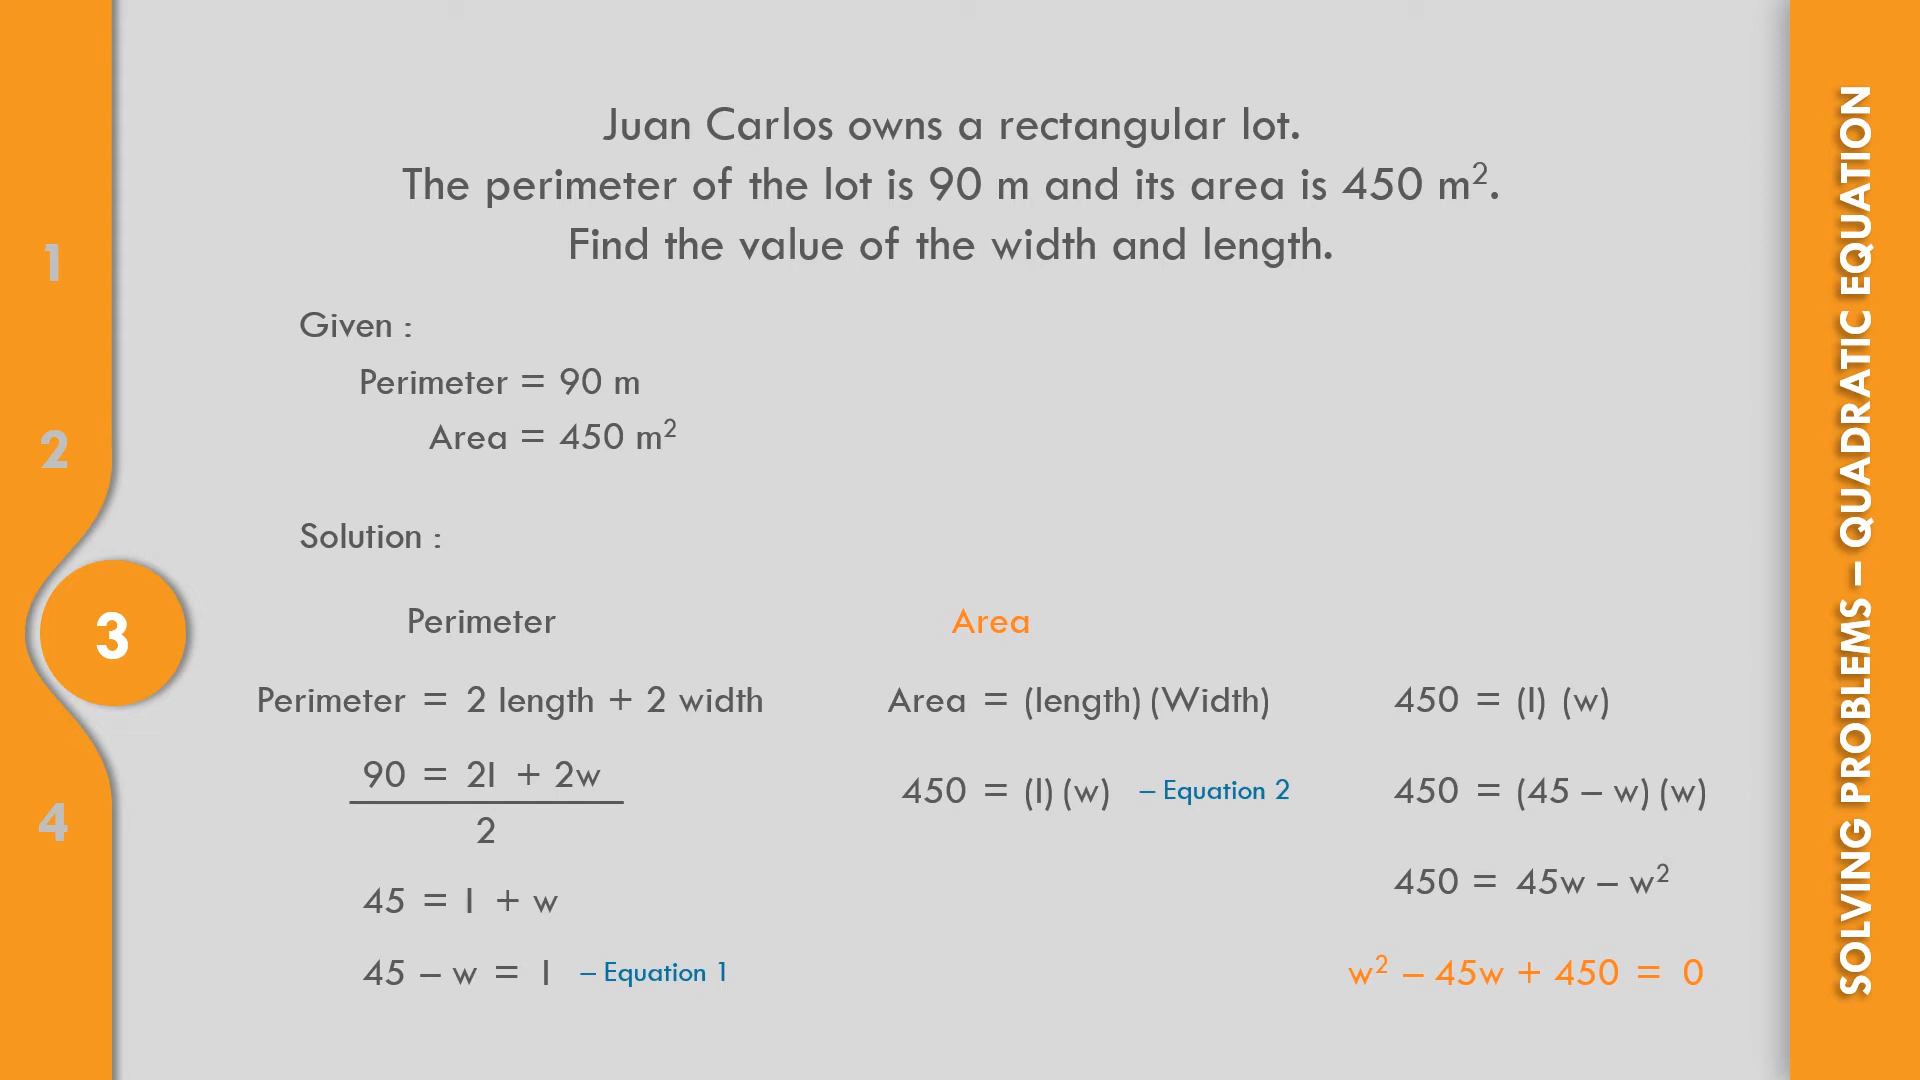 Juan Carlos owns a rectangular lot.
The perimeter of the lot is 90 m and its area is 450 m².
Find the value of the width and length.
Given :
Perimeter = 90 m
Area = 450 m²
Solution :
Perimeter
Perimeter = 2 length + 2 width
90 = 2l + 2w
2
45 = l + w
45 – w = l – Equation 1
Area
Area = (length) (Width)
450 = (l) (w) – Equation 2
450 = (l) (w)
450 = (45 – w) (w)
450 = 45w – w²
w² – 45w + 450 = 0
1
2
3
4
SOLVING PROBLEMS – QUADRATIC EQUATION